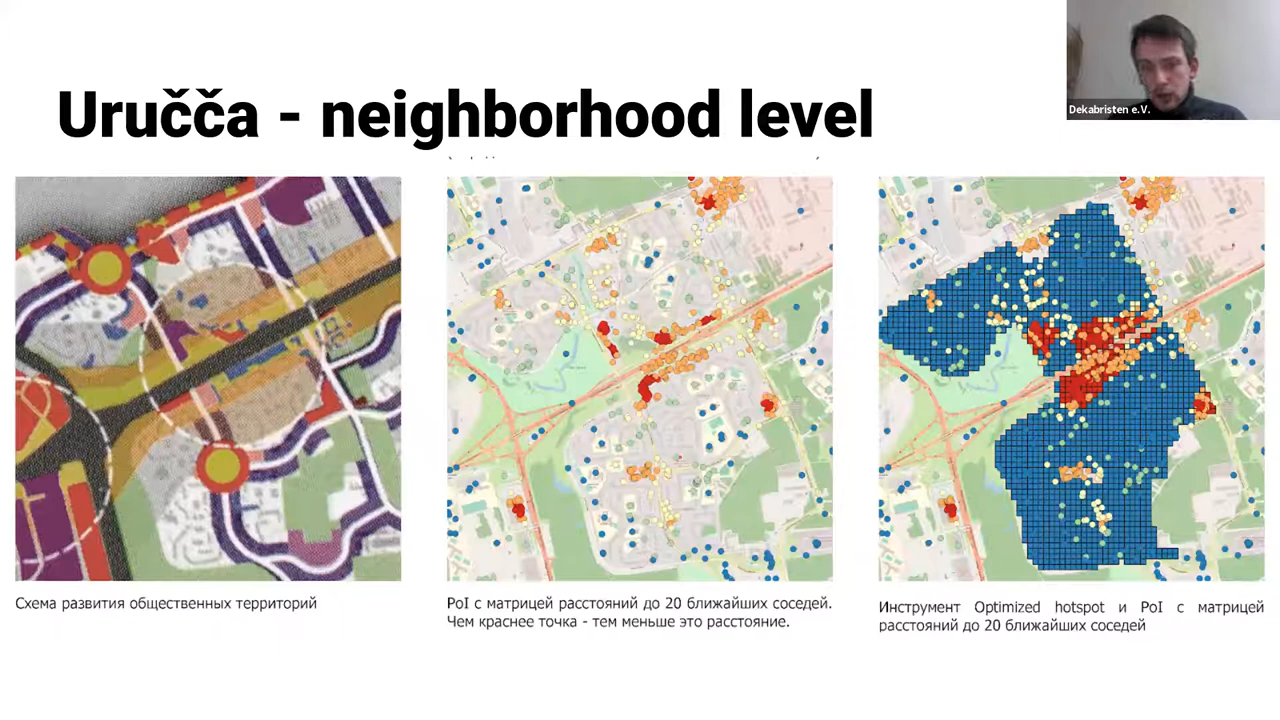 Uručča - neighborhood level
Dekabristen e.V.
Схема развития общественных территорий
PoI с матрицей расстояний до 20 ближайших соседей.
Чем краснее точка - тем меньше это расстояние.
Инструмент Optimized hotspot и PoI с матрицей
расстояний до 20 ближайших соседей